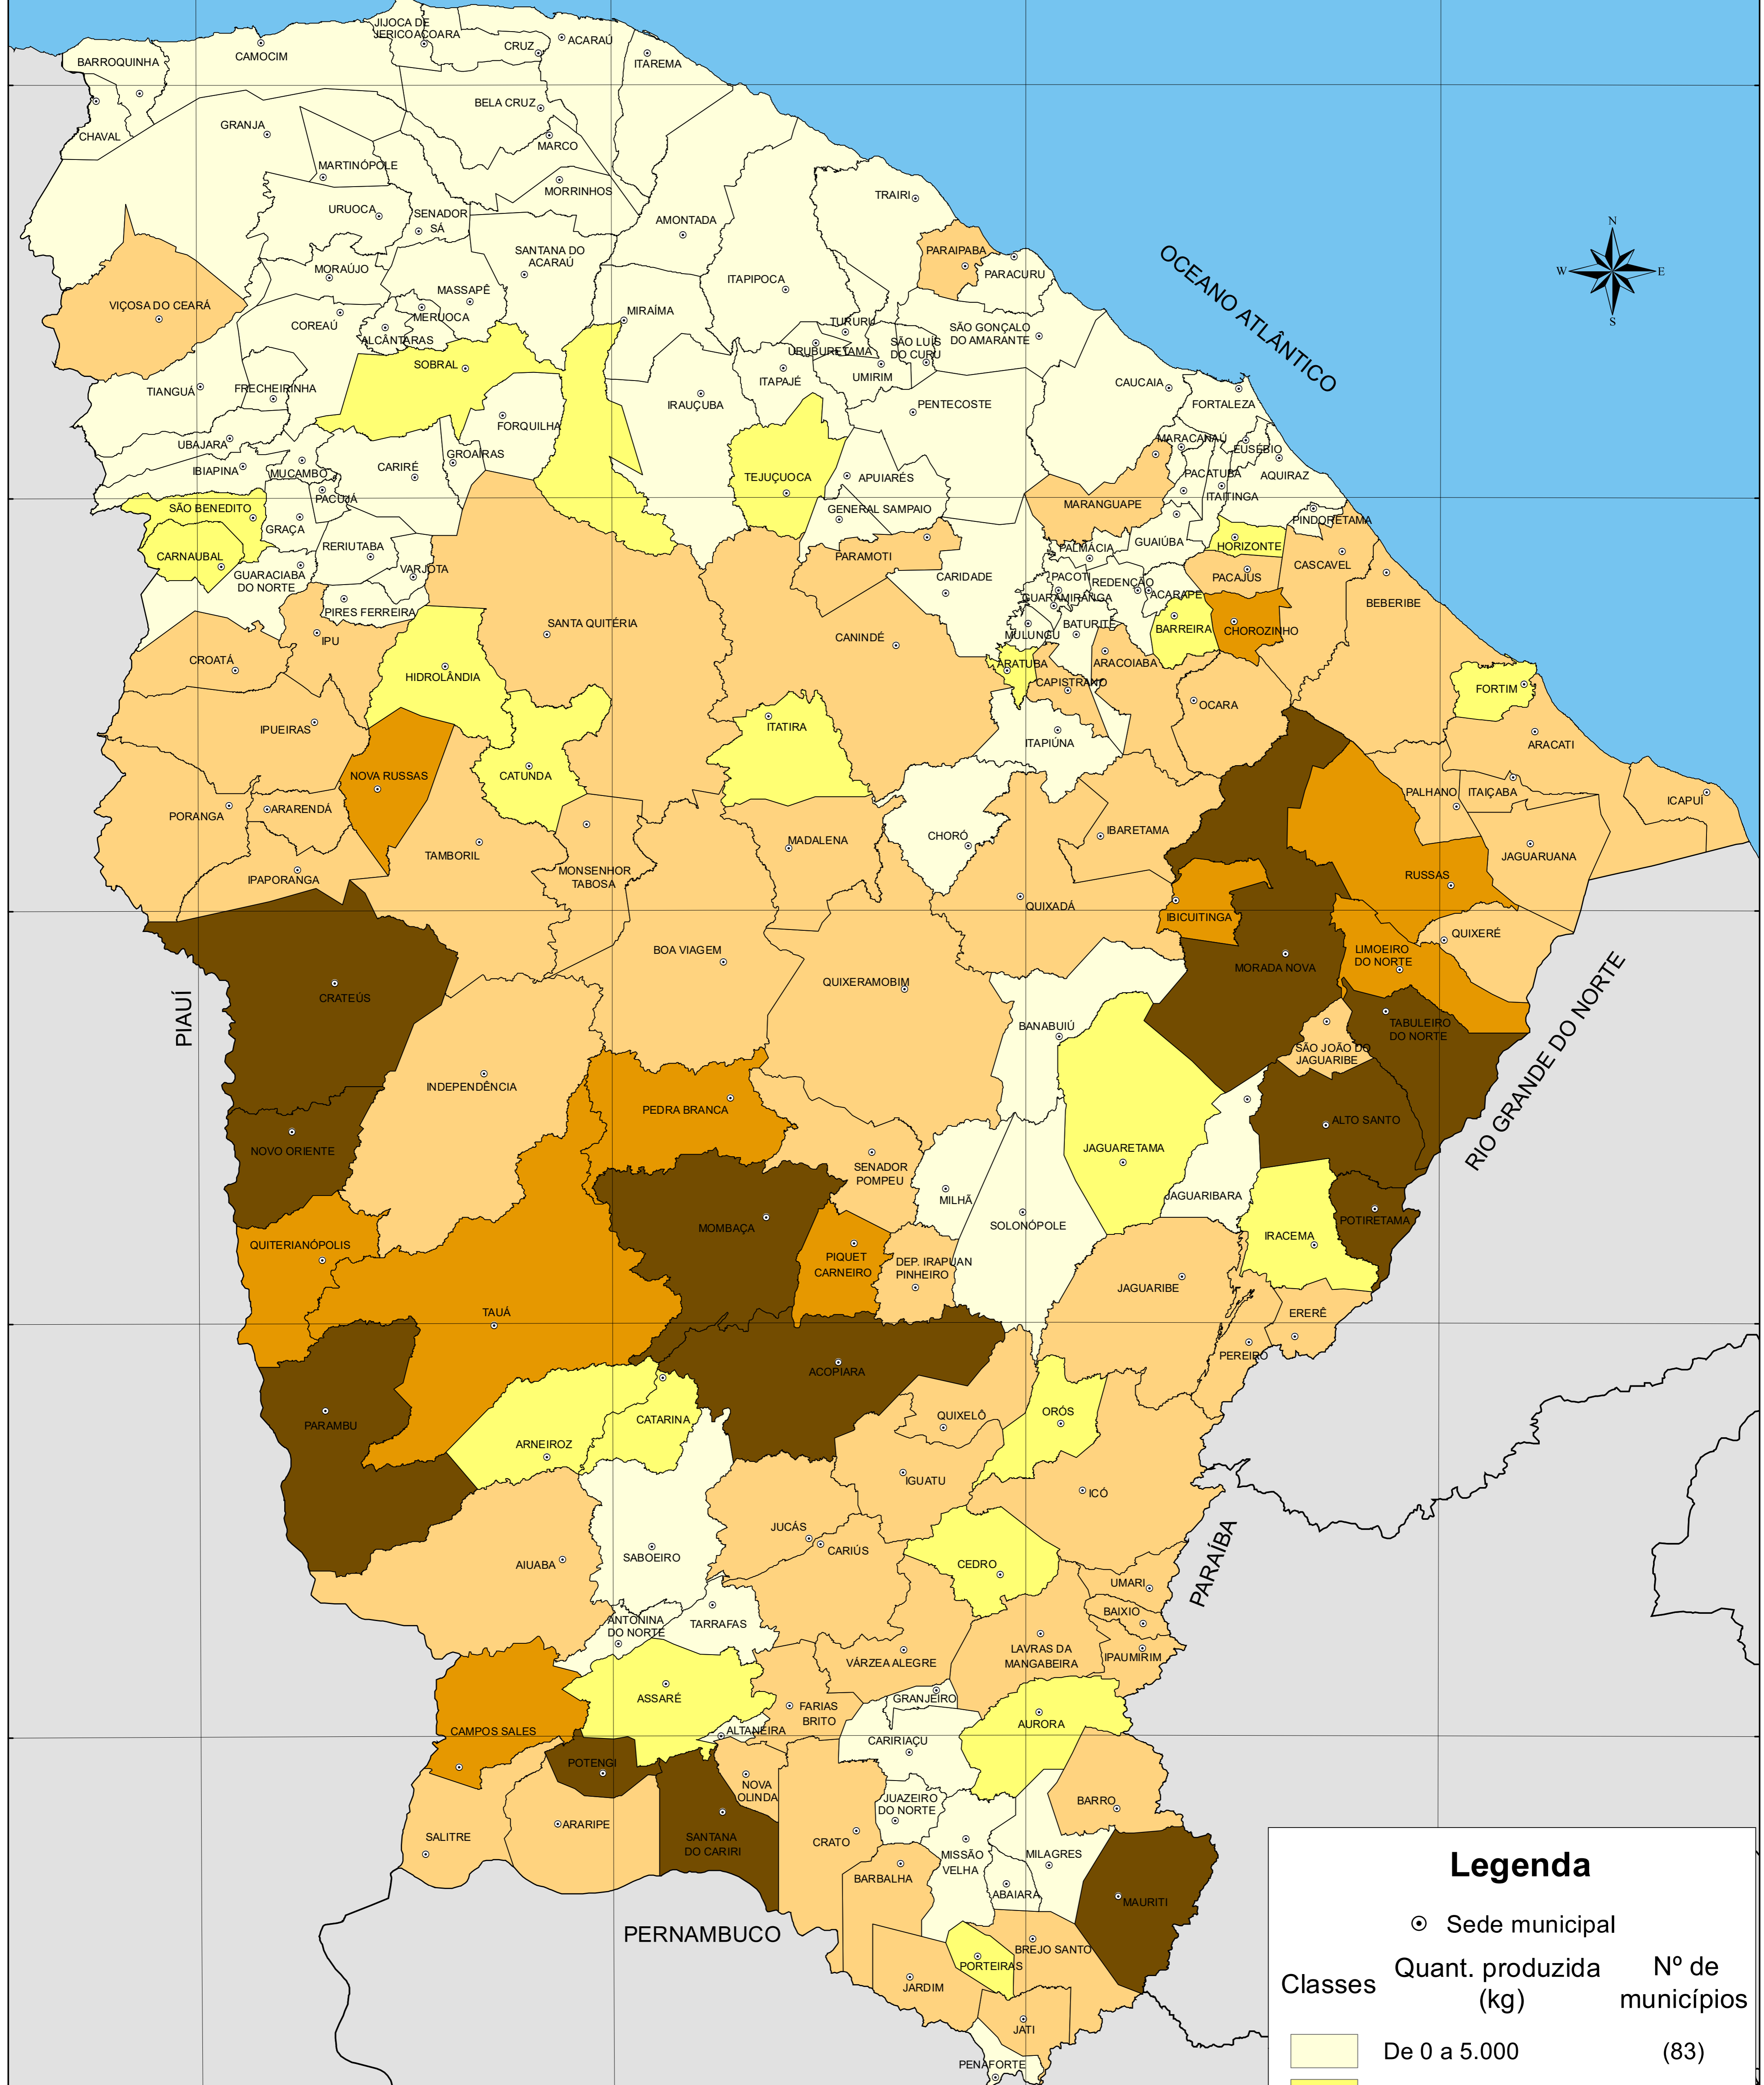 JIJOCA DE
JERICOACOARA
CRUZ
ACARAÚ
BARROQUINHA
CAMOCIM
ITAREMA
BELA CRUZ
CHAVAL
GRANJA
MARCO
MARTINÓPOLE
MORRINHOS
TRAIRI
URUOCA
SENADOR
SÁ
AMONTADA
SANTANA DO
ACARAÚ
PARAIPABA
PARACURU
OCEANO ATLÂNTICO
N
W
E
S
MORAÚJO
ITAPIPOCA
MASSAPÊ
VIÇOSA DO CEARÁ
MERUOCA
MIRAÍMA
COREAÚ
TURURU
SÃO GONÇALO
DO AMARANTE
ALCÂNTARAS
SÃO LUÍS
DO CURU
URUBURETAMA
SOBRAL
UMIRIM
ITAPAJÉ
CAUCAIA
TIANGUÁ
FRECHEIRINHA
IRAUÇUBA
PENTECOSTE
FORTALEZA
FORQUILHA
UBAJARA
MARACANAÚ
EUSÉBIO
GROAÍRAS
IBIAPINA
MUCAMBO
CARIRÉ
TEJUÇUOCA
APUIARÉS
PACATUBA
AQUIRAZ
PACUJÁ
ITAITINGA
SÃO BENEDITO
GENERAL SAMPAIO
MARANGUAPE
GRAÇA
PINDORETAMA
RERIUTABA
CARNAUBAL
PARAMOTI
PALMÁCIA
GUAIÚBA
HORIZONTE
VARJOTA
GUARACIABA
DO NORTE
CARIDADE
PACOTI
REDENÇÃO
PACAJUS
CASCAVEL
ACARAPE
GUARAMIRANGA
BEBERIBE
PIRES FERREIRA
SANTA QUITÉRIA
BATURITÉ
BARREIRA
CHOROZINHO
IPU
CANINDÉ
MULUNGU
CROATÁ
ARATUBA
ARACOIABA
HIDROLÂNDIA
CAPISTRANO
FORTIM
OCARA
IPUEIRAS
ITATIRA
ITAPIÚNA
ARACATI
NOVA RUSSAS
CATUNDA
PALHANO
ITAIÇABA
ICAPUÍ
PORANGA
ARARENDÁ
IBARETAMA
MADALENA
CHORÓ
TAMBORIL
JAGUARUANA
MONSENHOR
TABOSA
IPAPORANGA
RUSSAS
QUIXADÁ
IBICUITINGA
QUIXERÉ
BOA VIAGEM
LIMOEIRO
DO NORTE
MORADA NOVA
QUIXERAMOBIM
CRATEÚS
PIAUÍ
BANABUIÚ
TABULEIRO
DO NORTE
SÃO JOÃO DO
JAGUARIBE
RIO GRANDE DO NORTE
INDEPENDÊNCIA
PEDRA BRANCA
ALTO SANTO
NOVO ORIENTE
JAGUARETAMA
SENADOR
POMPEU
MILHÃ
JAGUARIBARA
MOMBAÇA
SOLONÓPOLE
POTIRETAMA
IRACEMA
QUITERIANÓPOLIS
PIQUET
CARNEIRO
DEP. IRAPUAN
PINHEIRO
JAGUARIBE
TAUÁ
ERERÊ
PEREIRO
ACOPIARA
PARAMBU
CATARINA
QUIXELÔ
ORÓS
ARNEIROZ
IGUATU
ICÓ
JUCÁS
CARIÚS
SABOEIRO
AIUABA
CEDRO
PARAÍBA
UMARI
BAIXIO
ANTONINA
DO NORTE
TARRAFAS
LAVRAS DA
MANGABEIRA
IPAUMIRIM
VÁRZEA ALEGRE
ASSARÉ
GRANJEIRO
FARIAS
BRITO
AURORA
CAMPOS SALES
ALTANEIRA
CARIRIAÇU
POTENGI
NOVA
OLINDA
JUAZEIRO
DO NORTE
BARRO
ARARIPE
SALITRE
SANTANA
DO CARIRI
CRATO
MISSÃO
VELHA
MILAGRES
BARBALHA
ABAIARA
MAURITI
PERNAMBUCO
BREJO SANTO
PORTEIRAS
JARDIM
JATI
PENAFORTE
Legenda
Sede municipal
Classes
Quant. produzida
(kg)
Nº de
municípios
De 0 a 5.000
(83)